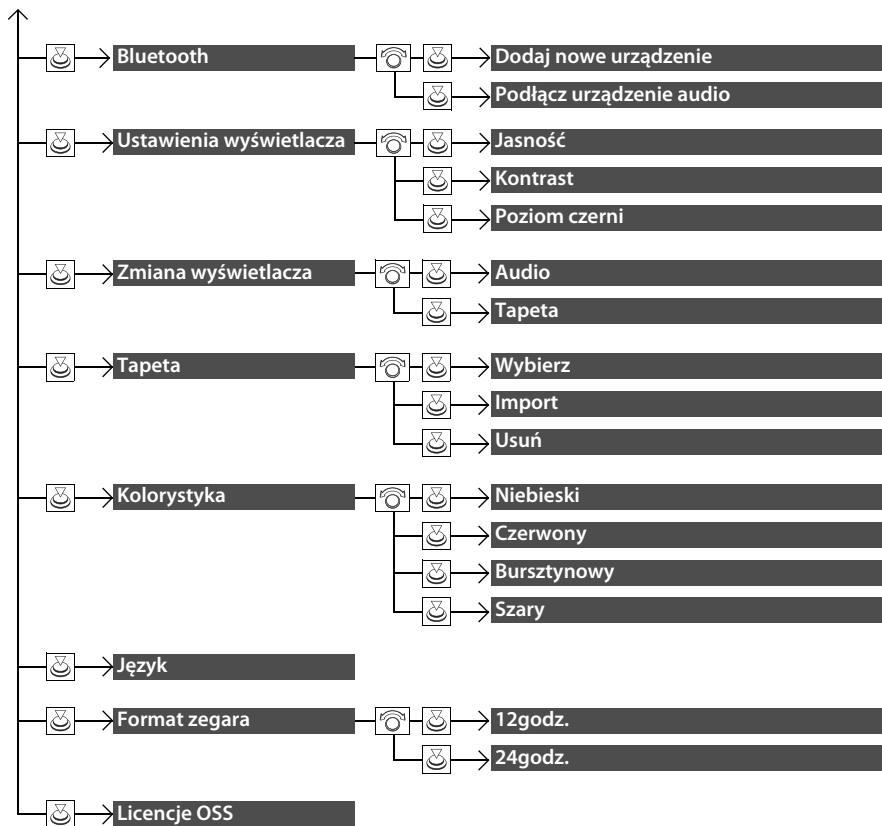 Bluetooth
Dodaj nowe urządzenie
Podłącz urządzenie audio
Ustawienia wyświetlacza
Jasność
Kontrast
Poziom czerni
Zmiana wyświetlacza
Audio
Tapeta
Tapeta
Wybierz
Import
Usuń
Kolorystyka
Niebieski
Czerwony
Bursztynowy
Szary
Język
Format zegara
12godz.
24godz.
Licencje OSS